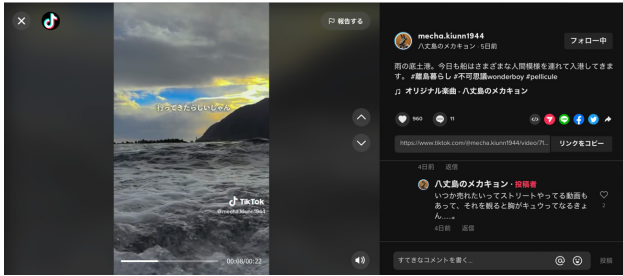 報告する
行ってきたらしいじゃん
TikTok
@mecha.kiunn1944
00:08/00:22
mecha.kiunn1944
八丈島のメカキョン · 5日前
フォロー中
雨の底土港。今日も船はさまざまな人間模様を連れて入港してきま
す。 #離島暮らし #不可思議wonderboy #pellicule
オリジナル楽曲 - 八丈島のメカキョン
960
11
https://www.tiktok.com/@mecha.kiunn1944/video/71...
リンクをコピー
4日前 返信
八丈島のメカキョン · 投稿者
いつか売れたいってストリートやってる動画も
あって、それを観ると胸がキュウってなるきょ
ん....。
2
4日前 返信
すてきなコメントを書く...
投稿